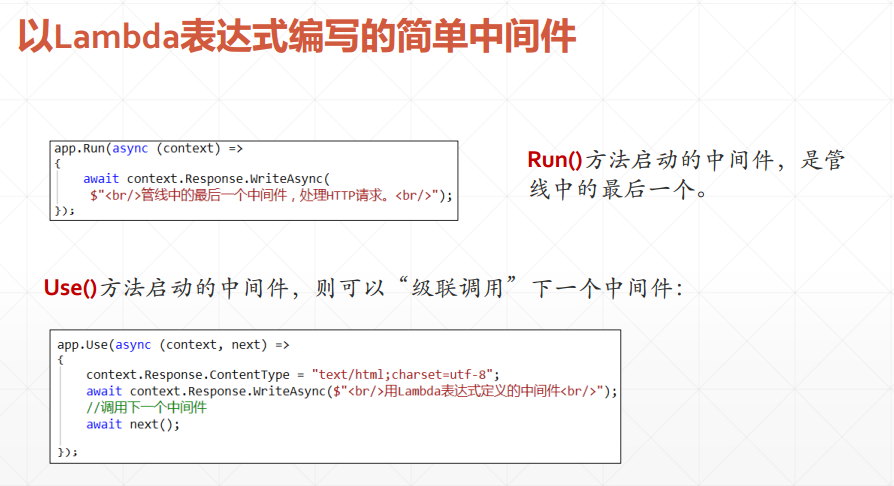 以Lambda表达式编写的简单中间件
app.Run(async (context) =>
{
await context.Response.WriteAsync(
$"<br/>管线中的最后一个中间件，处理HTTP请求。<br/>");
});
Run()方法启动的中间件，是管
线中的最后一个。
Use()方法启动的中间件，则可以“级联调用”下一个中间件：
app.Use(async (context, next) =>
{
context.Response.ContentType = "text/html;charset=utf-8";
await context.Response.WriteAsync($"<br/>用Lambda表达式定义的中间件<br/>");
//调用下一个中间件
await next();
});